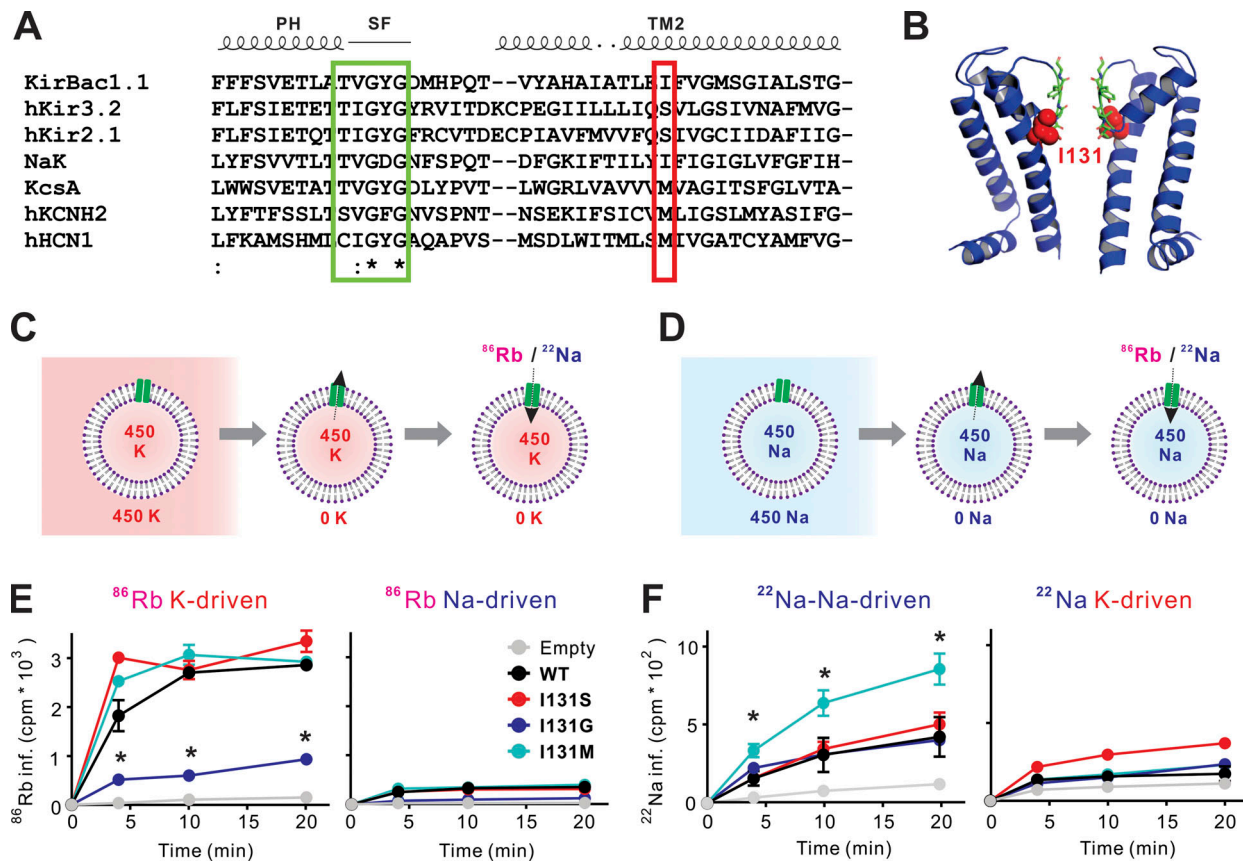 A
PH SF TM2
KirBac1.1 FFFSVETLATVGYGDMHPQT--VYAHAIATLEIFVGMSGIALSTG-
hKir3.2 FLFSIETETTIGYGYRVITDKCPEGIILLLIQSVLGSIVNAFMVG-
hKir2.1 FLFSIETQTTIGYGFRCVTDECPIAVFMVVFQSIVGCIIDAFIIG-
NaK LYFSVVTLTTVGDGNFSPQT--DFGKIFTILYIFIGIGLVFGFIH-
KcsA LWWSVETATTVGYGDLYPVT--LWGRLVAVVVMVAGITSFGLVTA-
hKCNH2 LYFTFSSLTSVGFGNVSPNT--NSEKIFSICVMLIGSLMYASIFG-
hHCN1 LFKAMSHMLCIGYGAQAPVS--MSDLWITMLSMIVGATCYAMFVG-
: :* *
B
I131
C
450 K
450 K
450 K
0 K
86Rb / 22Na
450 K
0 K
D
450 Na
450 Na
450 Na
0 Na
86Rb / 22Na
450 Na
0 Na
E
86Rb K-driven
86Rb Na-driven
86Rb inf. (cpm * 10^3)
3
2
1
0
* * *
0 5 10 15 20
Time (min)
Empty
WT
I131S
I131G
I131M
0 5 10 15 20
Time (min)
F
22Na-Na-driven
22Na K-driven
22Na inf. (cpm * 10^2)
10
5
0
* * *
0 5 10 15 20
Time (min)
0 5 10 15 20
Time (min)